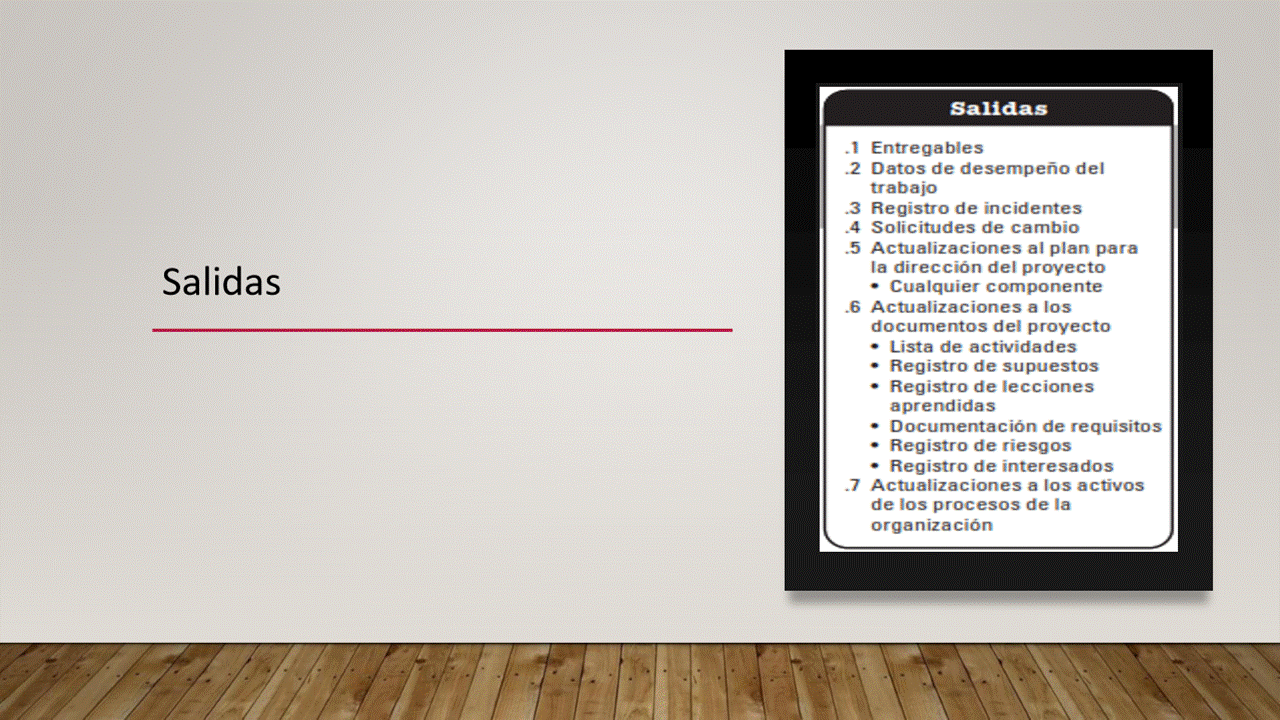 Salidas
Salidas
.1 Entregables
.2 Datos de desempeño del
trabajo
.3 Registro de incidentes
.4 Solicitudes de cambio
.5 Actualizaciones al plan para
la dirección del proyecto
• Cualquier componente
.6 Actualizaciones a los
documentos del proyecto
• Lista de actividades
• Registro de supuestos
• Registro de lecciones
aprendidas
• Documentación de requisitos
• Registro de riesgos
• Registro de interesados
.7 Actualizaciones a los activos
de los procesos de la
organización